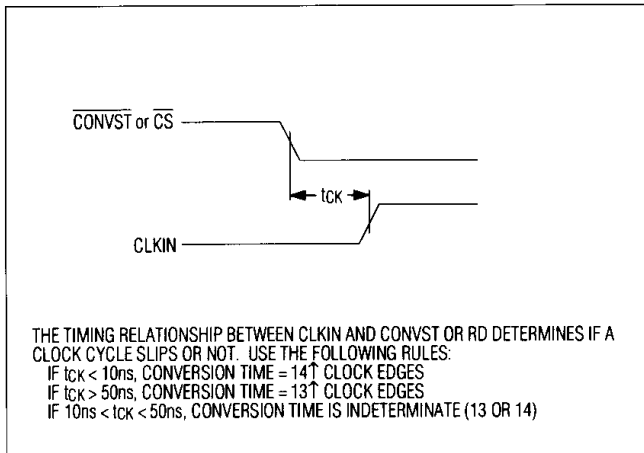 CONVST or CS
tCK
CLKIN
THE TIMING RELATIONSHIP BETWEEN CLKIN AND CONVST OR RD DETERMINES IF A
CLOCK CYCLE SLIPS OR NOT. USE THE FOLLOWING RULES:
IF tCK < 10ns, CONVERSION TIME = 14↑ CLOCK EDGES
IF tCK > 50ns, CONVERSION TIME = 13↑ CLOCK EDGES
IF 10ns < tCK < 50ns, CONVERSION TIME IS INDETERMINATE (13 OR 14)